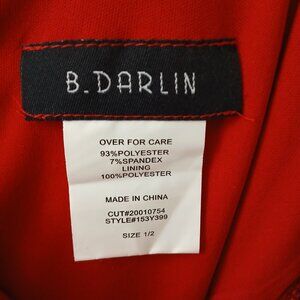 B.DARLIN
OVER FOR CARE
93%POLYESTER
7%SPANDEX
LINING
100%POLYESTER
MADE IN CHINA
CUT#20010754
STYLE#153Y399
SIZE 1/2